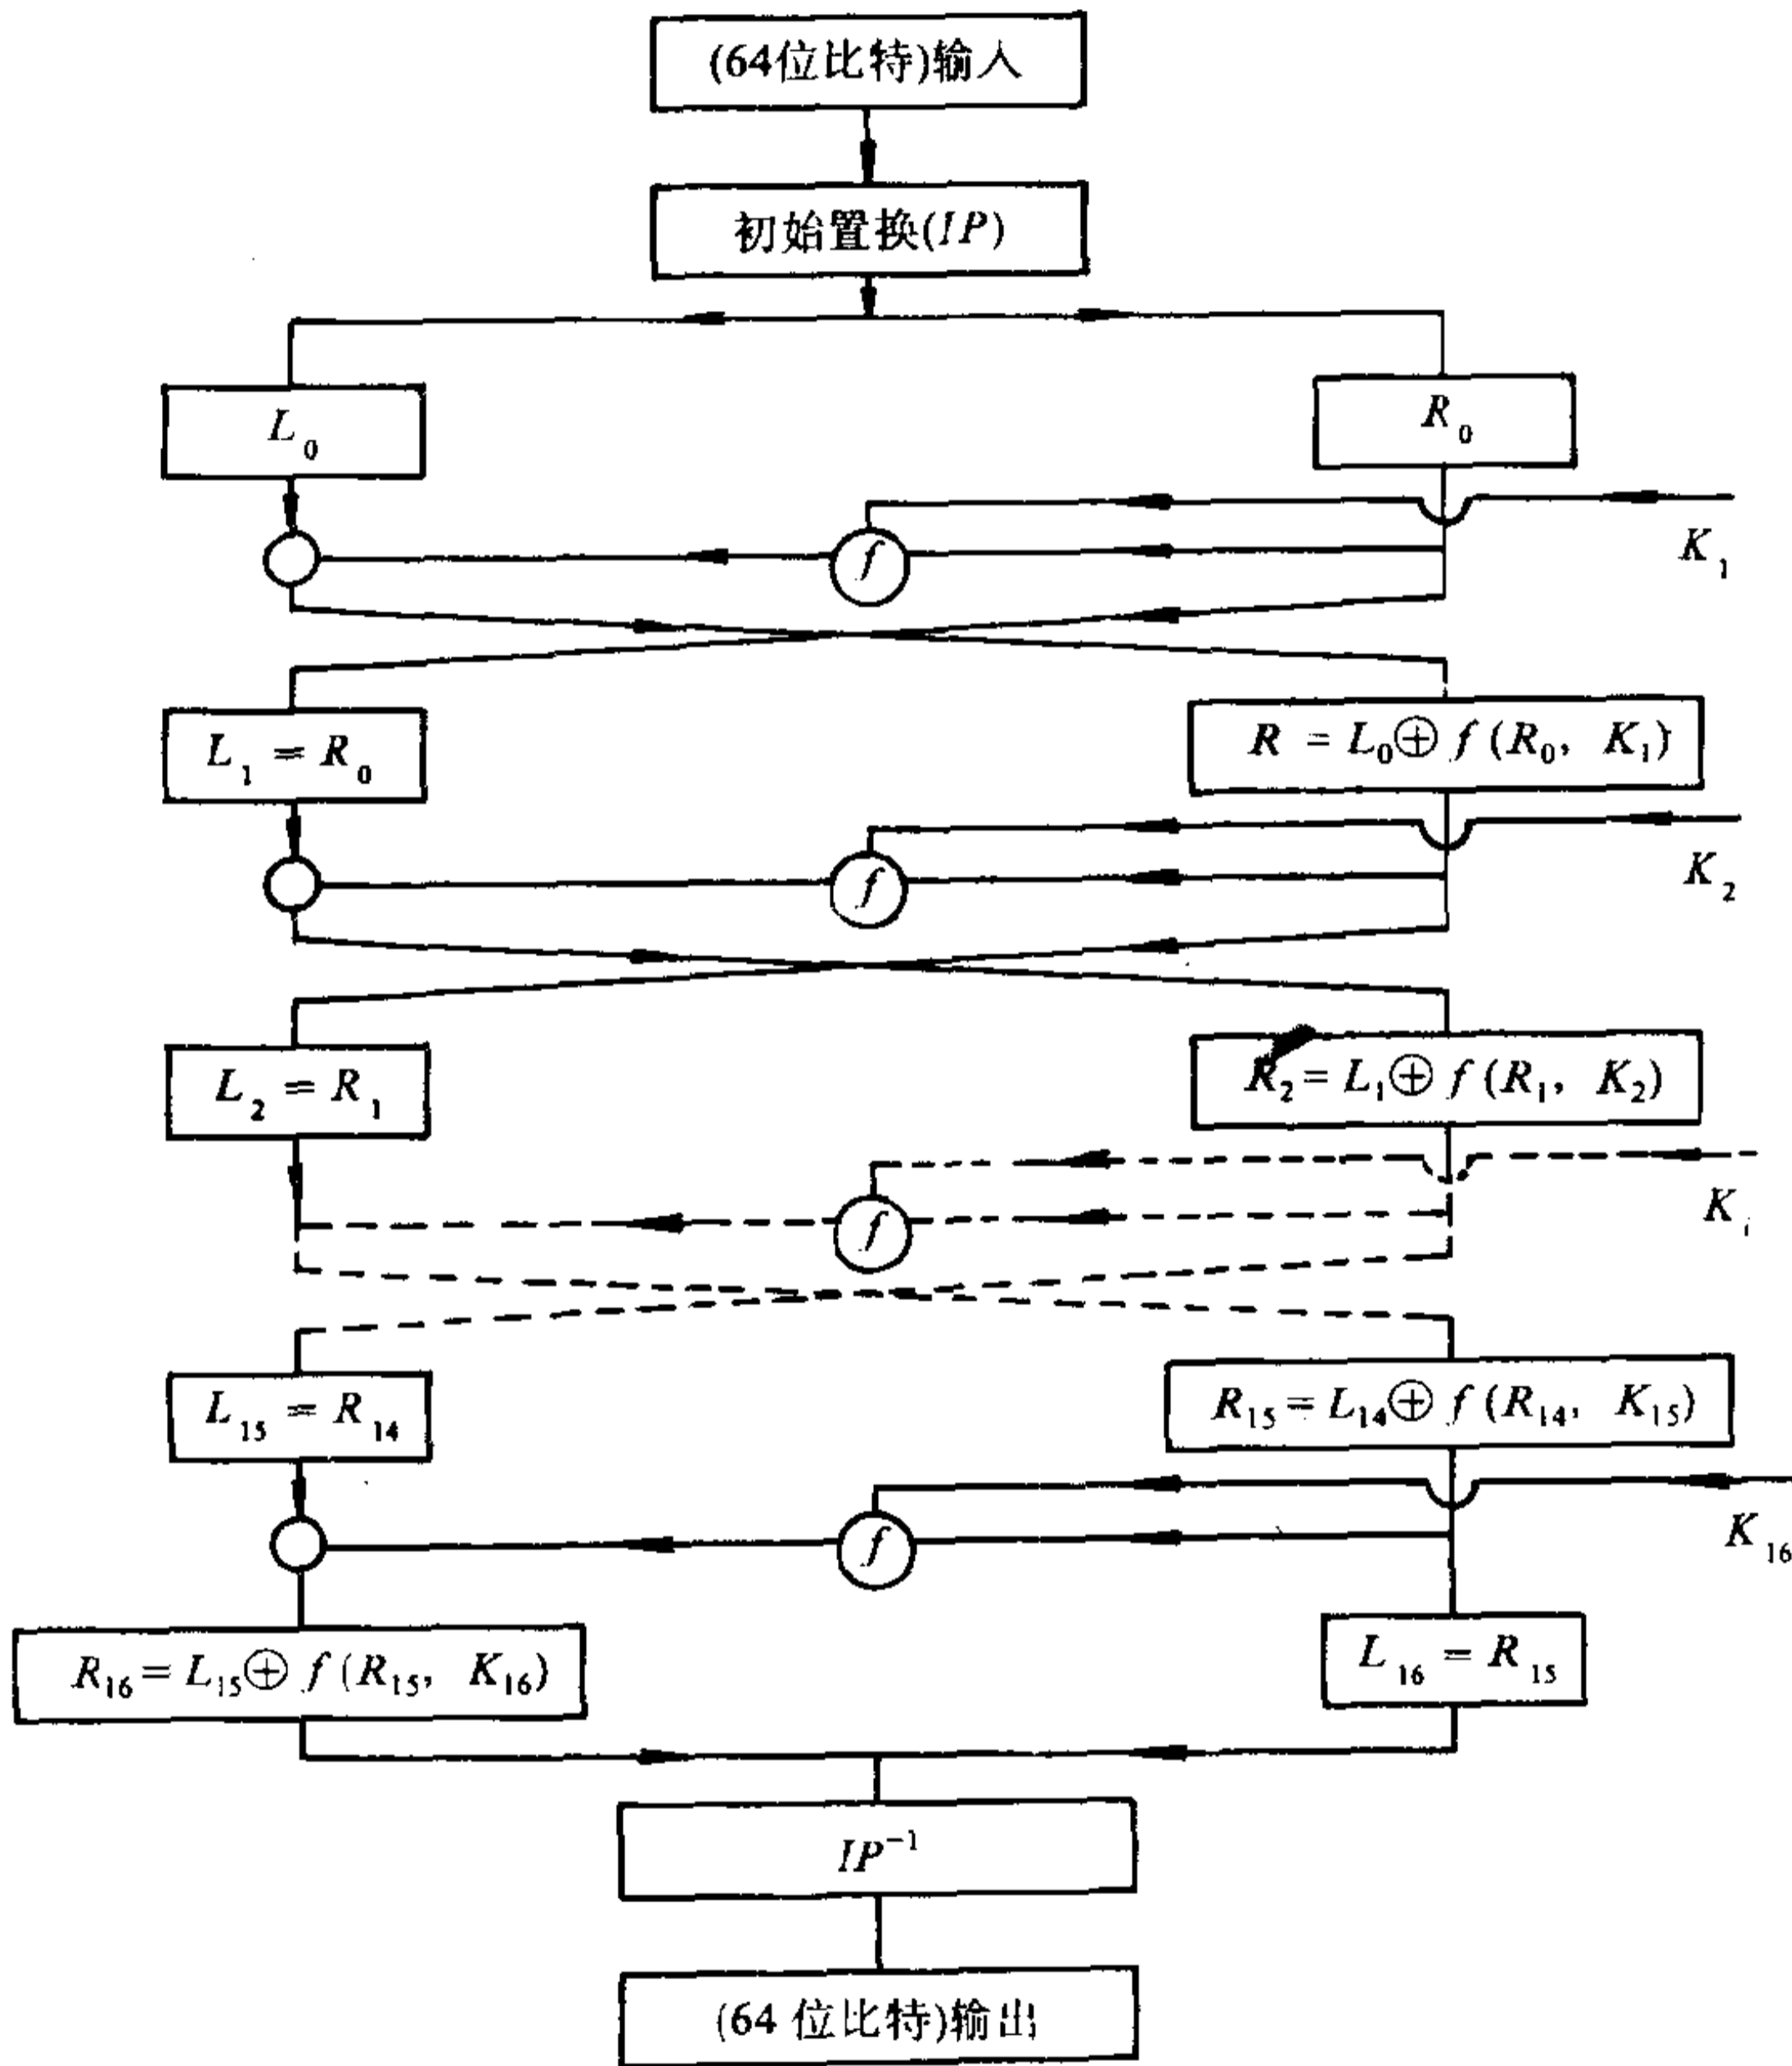 (64位比特)输入
初始置换(IP)
L₀
R₀
K₁
f
L₁ = R₀
R = L₀⊕ f (R₀, K₁)
K₂
f
L₂ = R₁
R₂= L₁⊕ f (R₁, K₂)
Kᵢ
f
L₁₅ = R₁₄
R₁₅= L₁₄⊕ f (R₁₄, K₁₅)
K₁₆
f
R₁₆= L₁₅⊕ f (R₁₅, K₁₆)
L₁₆ = R₁₅
IP⁻¹
(64 位比特)输出